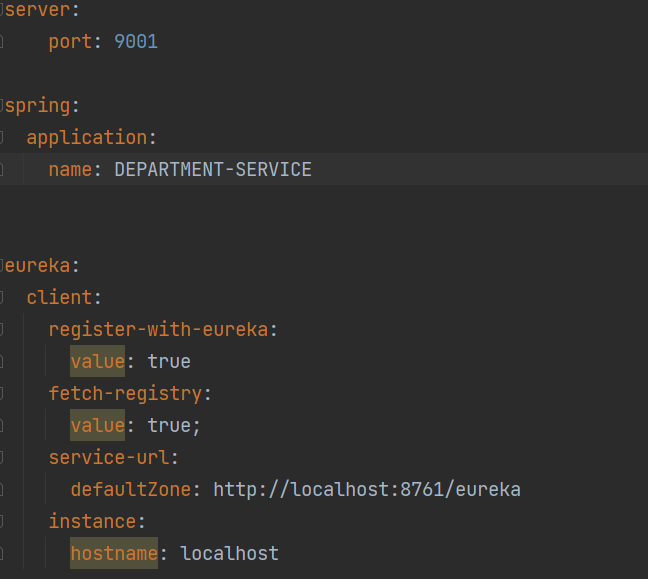 server:
port: 9001
spring:
application:
name: DEPARTMENT-SERVICE
eureka:
client:
register-with-eureka:
value: true
fetch-registry:
value: true;
service-url:
defaultZone: http://localhost:8761/eureka
instance:
hostname: localhost